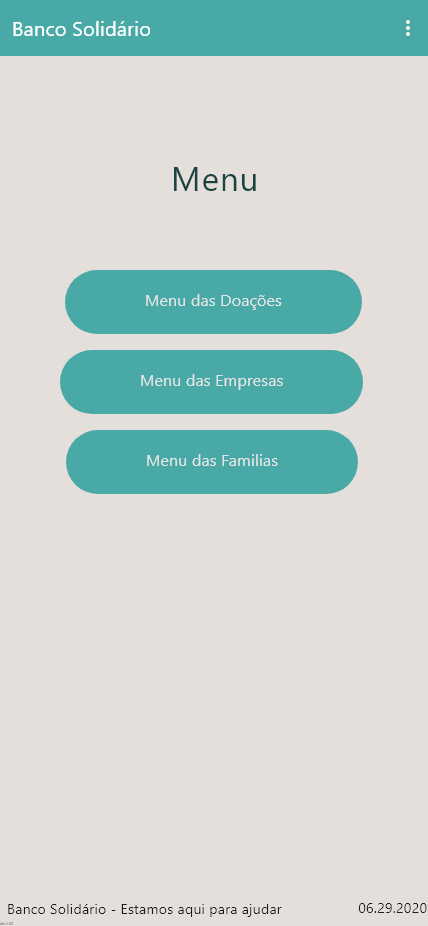 Banco Solidário
Menu
Menu das Doações
Menu das Empresas
Menu das Familias
Banco Solidário - Estamos aqui para ajudar
06.29.2020